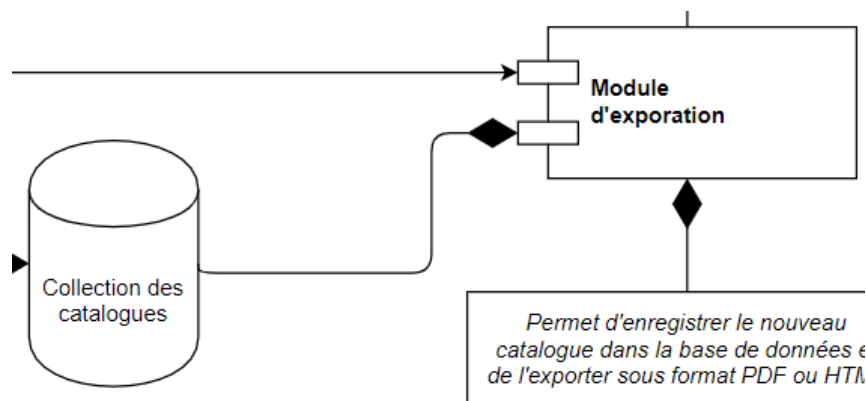 Module
d'exporation
Collection des
catalogues
Permet d'enregistrer le nouveau
catalogue dans la base de données e
de l'exporter sous format PDF ou HTM